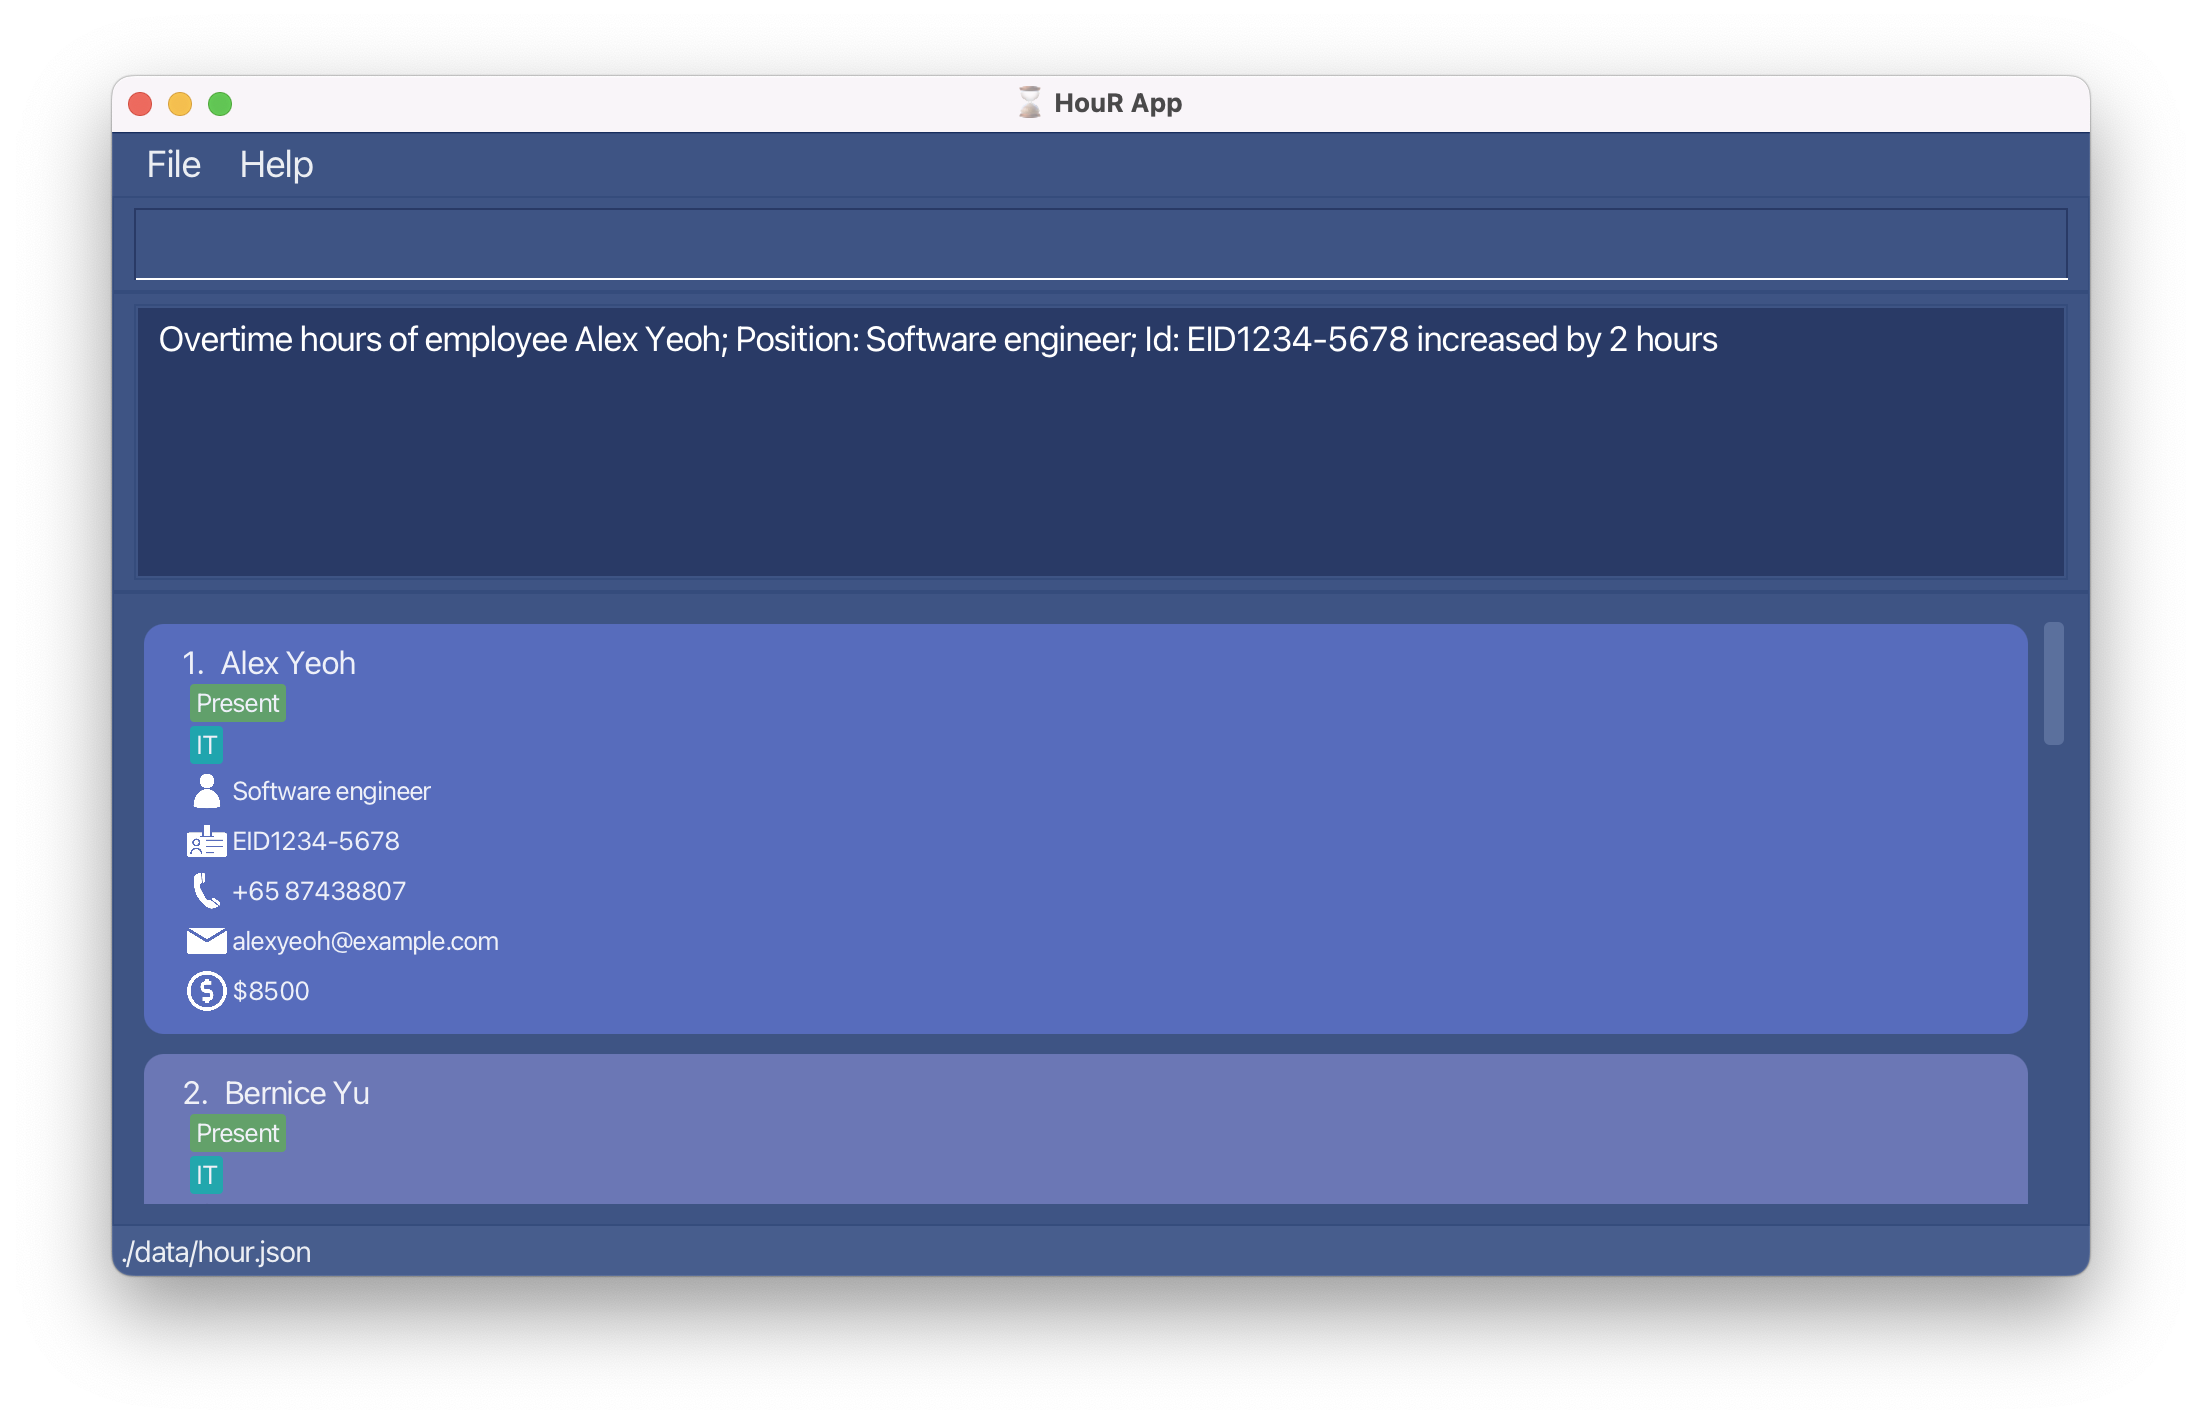 HouR App
File Help
Overtime hours of employee Alex Yeoh; Position: Software engineer; Id: EID1234-5678 increased by 2 hours
1. Alex Yeoh
Present
IT
Software engineer
EID1234-5678
+65 87438807
alexyeoh@example.com
$8500
2. Bernice Yu
Present
IT
./data/hour.json